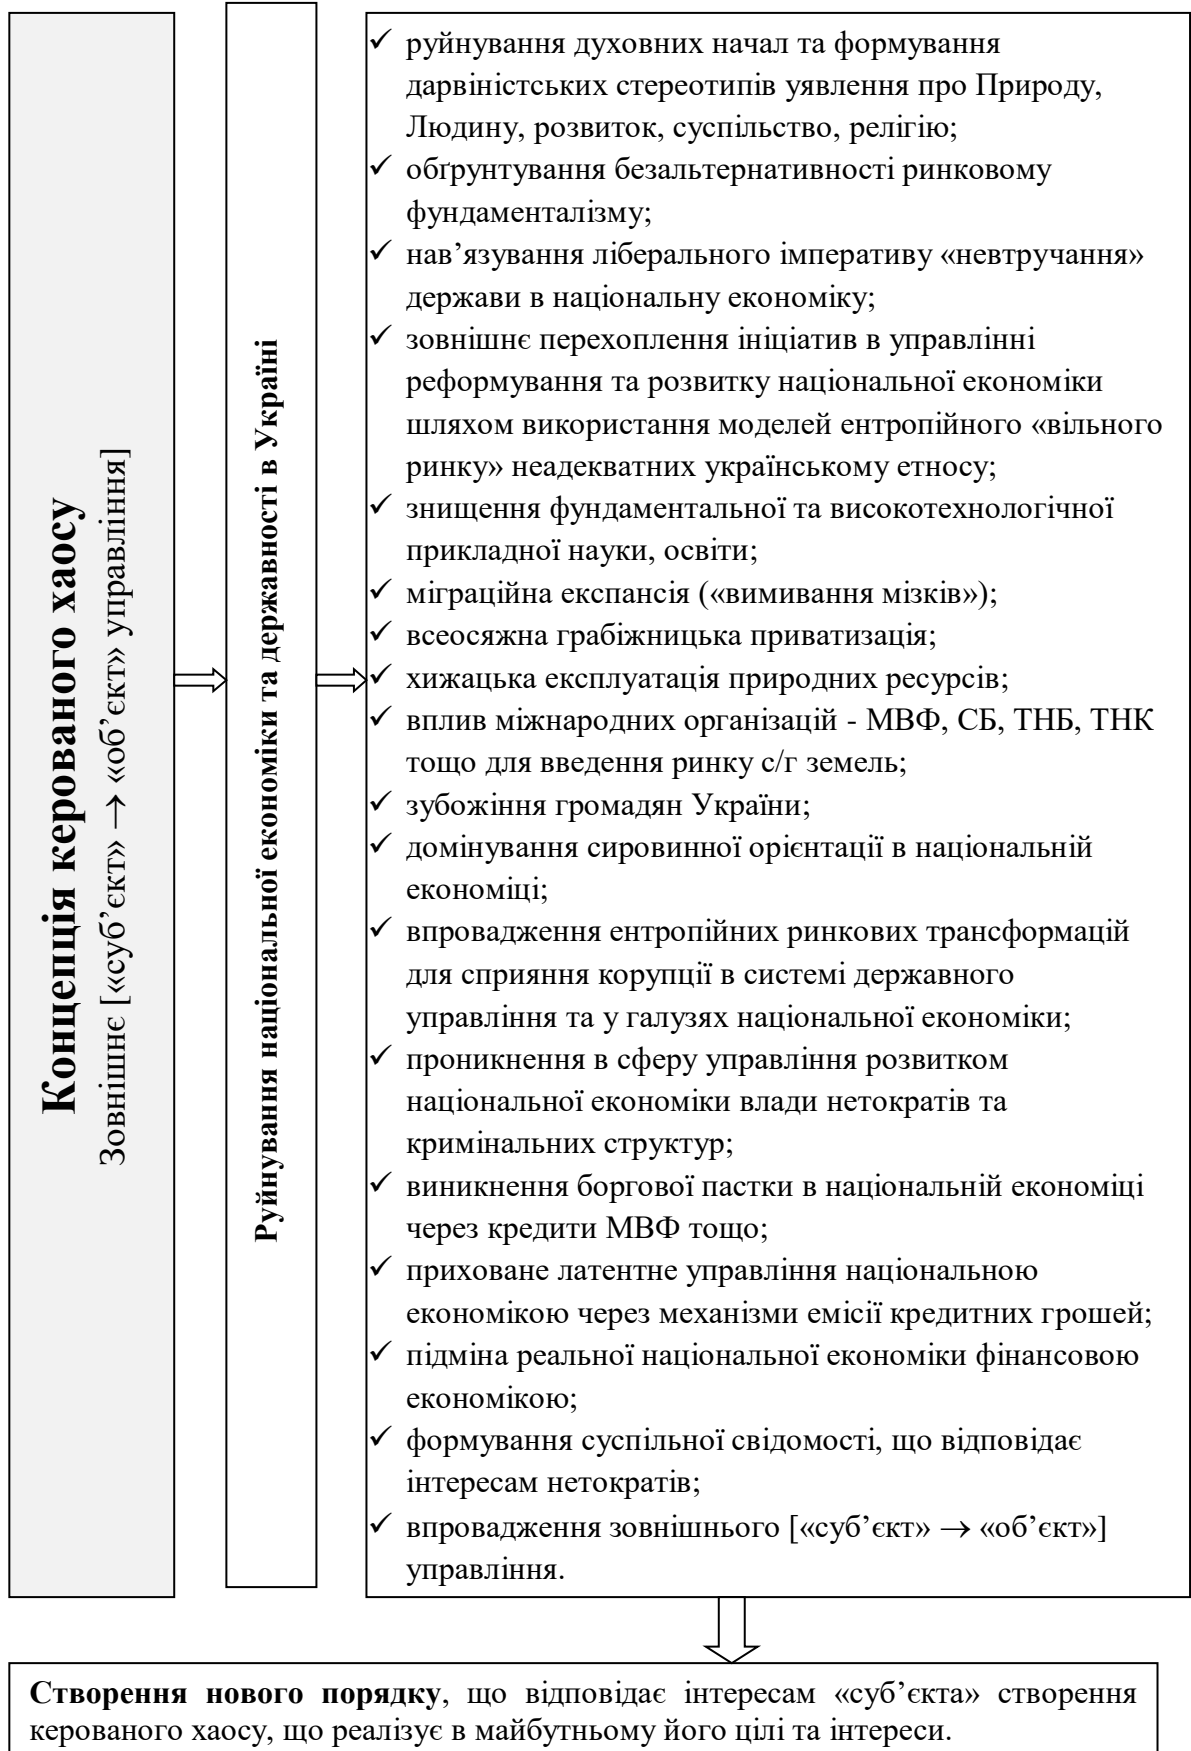 Концепція керованого хаосу
Зовнішнє [«суб’єкт» → «об’єкт» управління]
Руйнування національної економіки та державності в Україні
✓ руйнування духовних начал та формування
дарвіністських стереотипів уявлення про Природу,
Людину, розвиток, суспільство, релігію;
✓ обґрунтування безальтернативності ринковому
фундаменталізму;
✓ нав’язування ліберального імперативу «невтручання»
держави в національну економіку;
✓ зовнішнє перехоплення ініціатив в управлінні
реформування та розвитку національної економіки
шляхом використання моделей ентропійного «вільного
ринку» неадекватних українському етносу;
✓ знищення фундаментальної та високотехнологічної
прикладної науки, освіти;
✓ міграційна експансія («вимивання мізків»);
✓ всеосяжна грабіжницька приватизація;
✓ хижацька експлуатація природних ресурсів;
✓ вплив міжнародних організацій - МВФ, СБ, ТНБ, ТНК
тощо для введення ринку с/г земель;
✓ зубожіння громадян України;
✓ домінування сировинної орієнтації в національній
економіці;
✓ впровадження ентропійних ринкових трансформацій
для сприяння корупції в системі державного
управління та у галузях національної економіки;
✓ проникнення в сферу управління розвитком
національної економіки влади нетократів та
кримінальних структур;
✓ виникнення боргової пастки в національній економіці
через кредити МВФ тощо;
✓ приховане латентне управління національною
економікою через механізми емісії кредитних грошей;
✓ підміна реальної національної економіки фінансовою
економікою;
✓ формування суспільної свідомості, що відповідає
інтересам нетократів;
✓ впровадження зовнішнього [«суб’єкт» → «об’єкт»]
управління.
Створення нового порядку, що відповідає інтересам «суб’єкта» створення
керованого хаосу, що реалізує в майбутньому його цілі та інтереси.